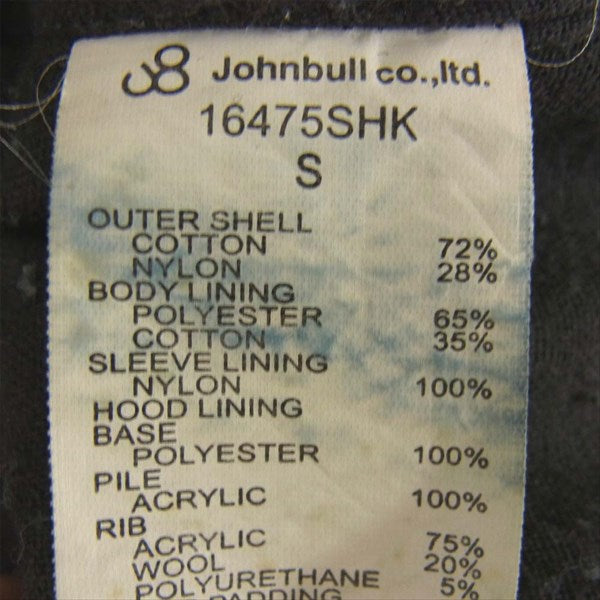 Johnbull co.,ltd.
16475SHK
S
OUTER SHELL
COTTON 72%
NYLON 28%
BODY LINING
POLYESTER 65%
COTTON 35%
SLEEVE LINING
NYLON 100%
HOOD LINING
BASE
POLYESTER 100%
PILE
ACRYLIC 100%
RIB
ACRYLIC 75%
WOOL 20%
POLYURETHANE 5%
PADDING